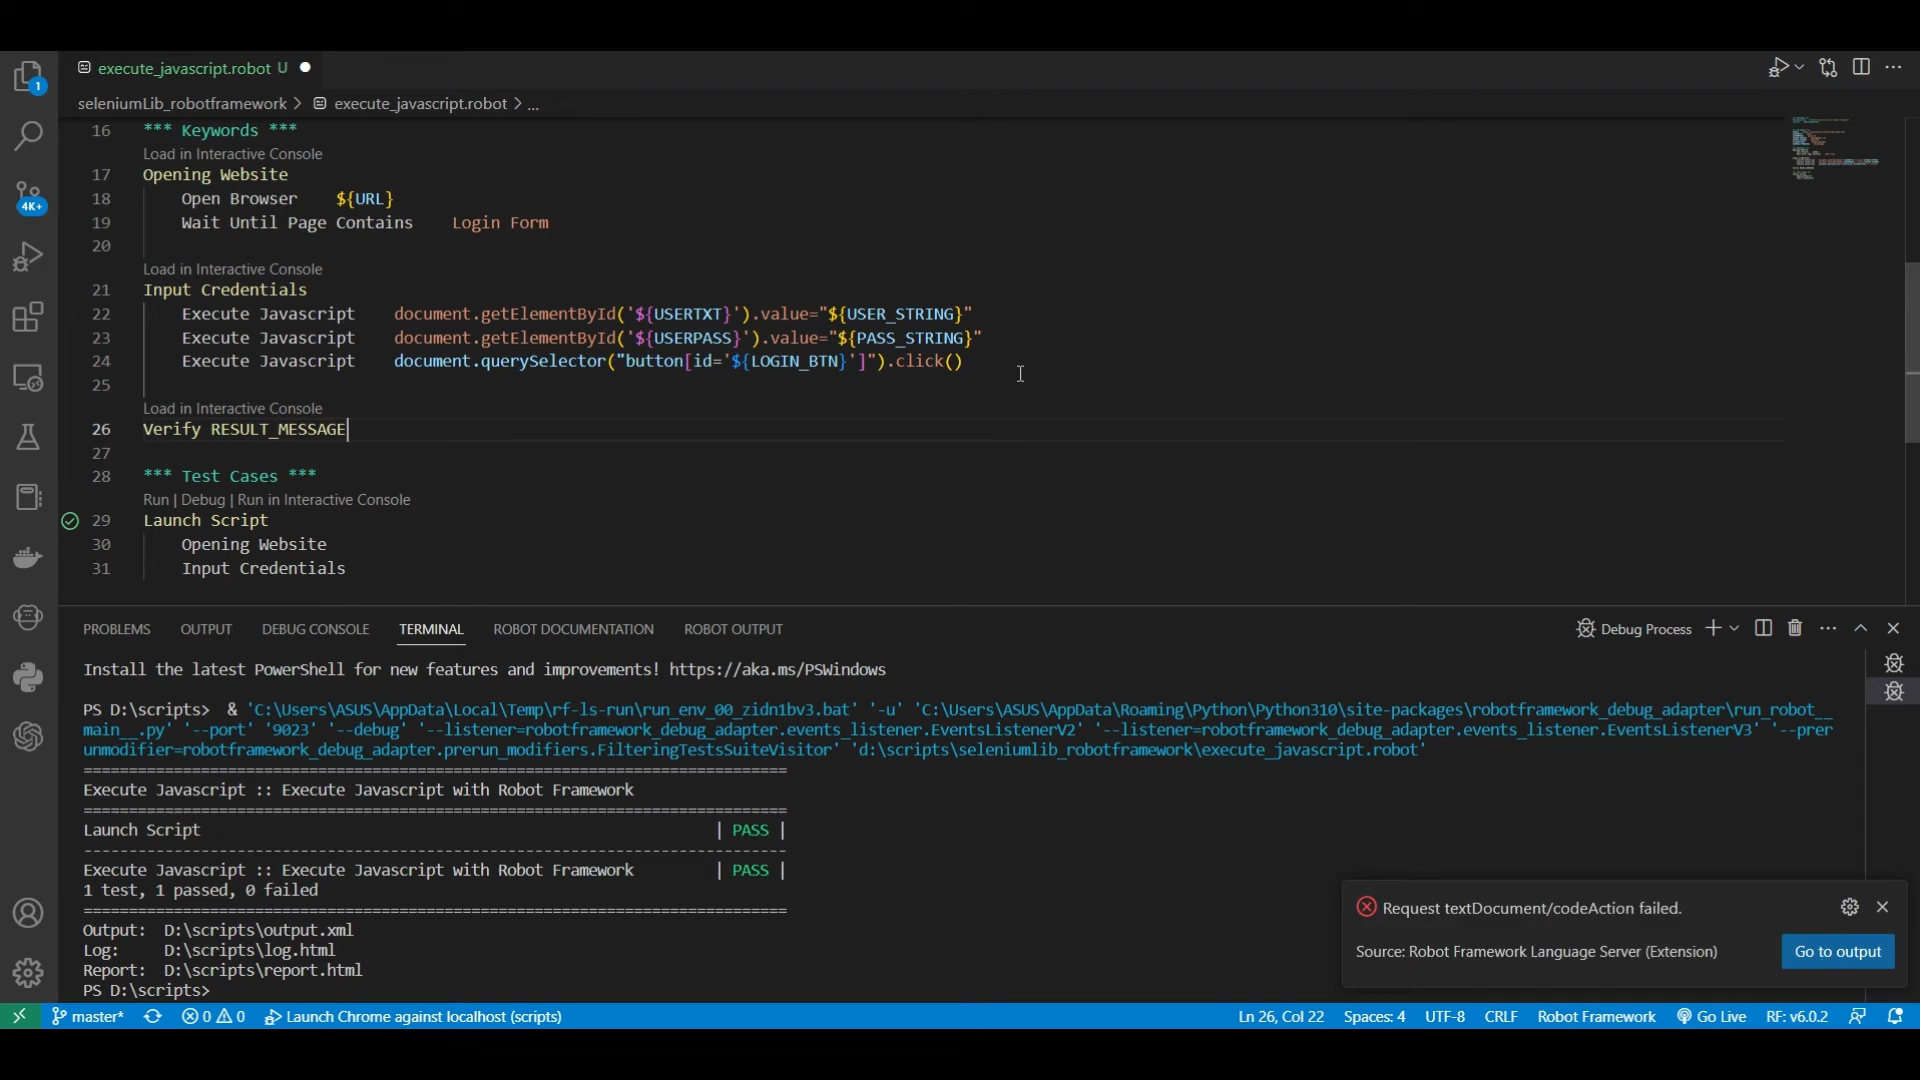 execute_javascript.robot U
seleniumLib_robotframework > execute_javascript.robot > ...
1
4K+
16 *** Keywords ***
Load in Interactive Console
17 Opening Website
18 Open Browser ${URL}
19 Wait Until Page Contains Login Form
20
Load in Interactive Console
21 Input Credentials
22 Execute Javascript document.getElementById('${USERTXT}').value="${USER_STRING}"
23 Execute Javascript document.getElementById('${USERPASS}').value="${PASS_STRING}"
24 Execute Javascript document.querySelector("button[id='${LOGIN_BTN}']").click()
25
Load in Interactive Console
26 Verify RESULT_MESSAGE
27
28 *** Test Cases ***
Run | Debug | Run in Interactive Console
29 Launch Script
30 Opening Website
31 Input Credentials
PROBLEMS OUTPUT DEBUG CONSOLE TERMINAL ROBOT DOCUMENTATION ROBOT OUTPUT Debug Process
Install the latest PowerShell for new features and improvements! https://aka.ms/PSWindows
PS D:\scripts> & 'C:\Users\ASUS\AppData\Local\Temp\rf-ls-run\run_env_00_zidn1bv3.bat' '-u' 'C:\Users\ASUS\AppData\Roaming\Python\Python310\site-packages\robotframework_debug_adapter\run_robot__
main__.py' '--port' '9023' '--debug' '--listener=robotframework_debug_adapter.events_listener.EventsListenerV2' '--listener=robotframework_debug_adapter.events_listener.EventsListenerV3' '--prer
unmodifier=robotframework_debug_adapter.prerun_modifiers.FilteringTestsSuiteVisitor' 'd:\scripts\seleniumlib_robotframework\execute_javascript.robot'
==============================================================================
Execute Javascript :: Execute Javascript with Robot Framework
==============================================================================
Launch Script | PASS |
------------------------------------------------------------------------------
Execute Javascript :: Execute Javascript with Robot Framework | PASS |
1 test, 1 passed, 0 failed
==============================================================================
Output: D:\scripts\output.xml
Log: D:\scripts\log.html
Report: D:\scripts\report.html
PS D:\scripts>
Request textDocument/codeAction failed.
Source: Robot Framework Language Server (Extension) Go to output
master* 0 0 Launch Chrome against localhost (scripts) Ln 26, Col 22 Spaces: 4 UTF-8 CRLF Robot Framework Go Live RF: v6.0.2